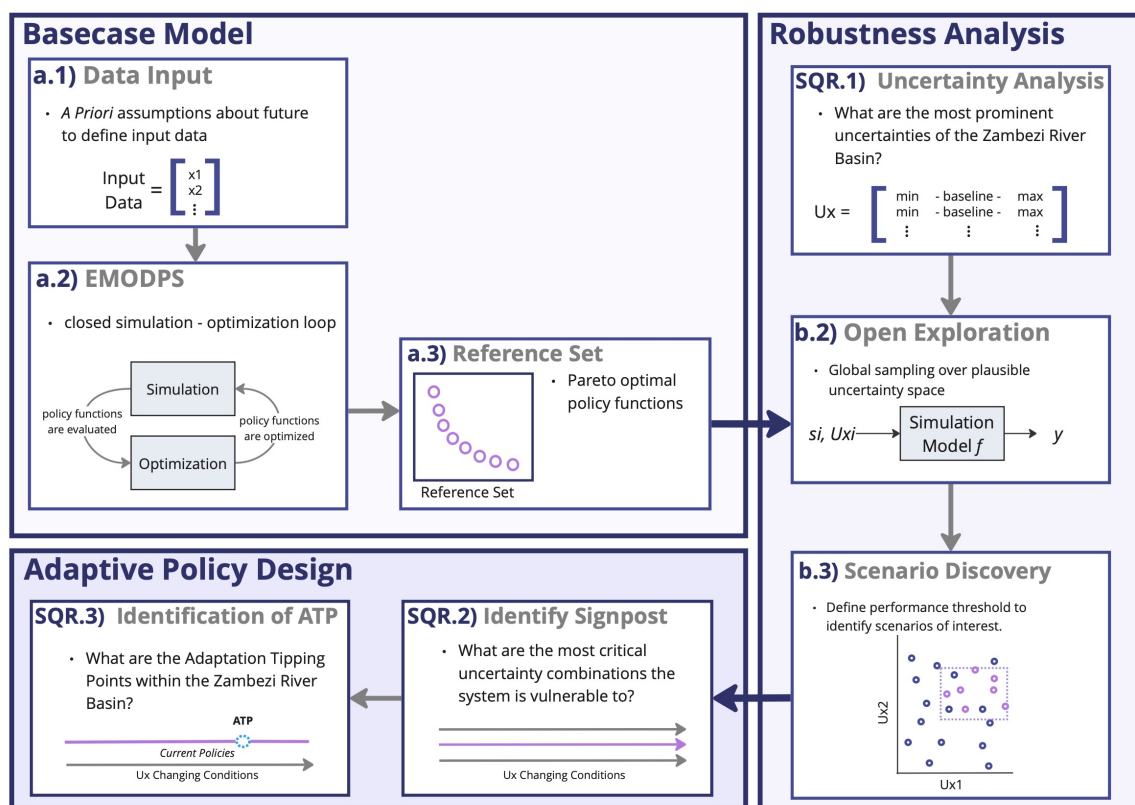 Basecase Model
a.1) Data Input
• A Priori assumptions about future
to define input data
Input
Data
=
x1
x2
⋮
a.2) EMODPS
• closed simulation - optimization loop
Simulation
policy functions
are evaluated
policy functions
are optimized
Optimization
a.3) Reference Set
• Pareto optimal
policy functions
Reference Set
Robustness Analysis
SQR.1) Uncertainty Analysis
• What are the most prominent
uncertainties of the Zambezi River
Basin?
Ux =
min - baseline - max
min - baseline - max
⋮ ⋮ ⋮
b.2) Open Exploration
• Global sampling over plausible
uncertainty space
si, Uxi
Simulation
Model f
y
b.3) Scenario Discovery
• Define performance threshold to
identify scenarios of interest.
Ux2
Ux1
Adaptive Policy Design
SQR.3) Identification of ATP
• What are the Adaptation Tipping
Points within the Zambezi River
Basin?
ATP
Current Policies
Ux Changing Conditions
SQR.2) Identify Signpost
• What are the most critical
uncertainty combinations the
system is vulnerable to?
Ux Changing Conditions